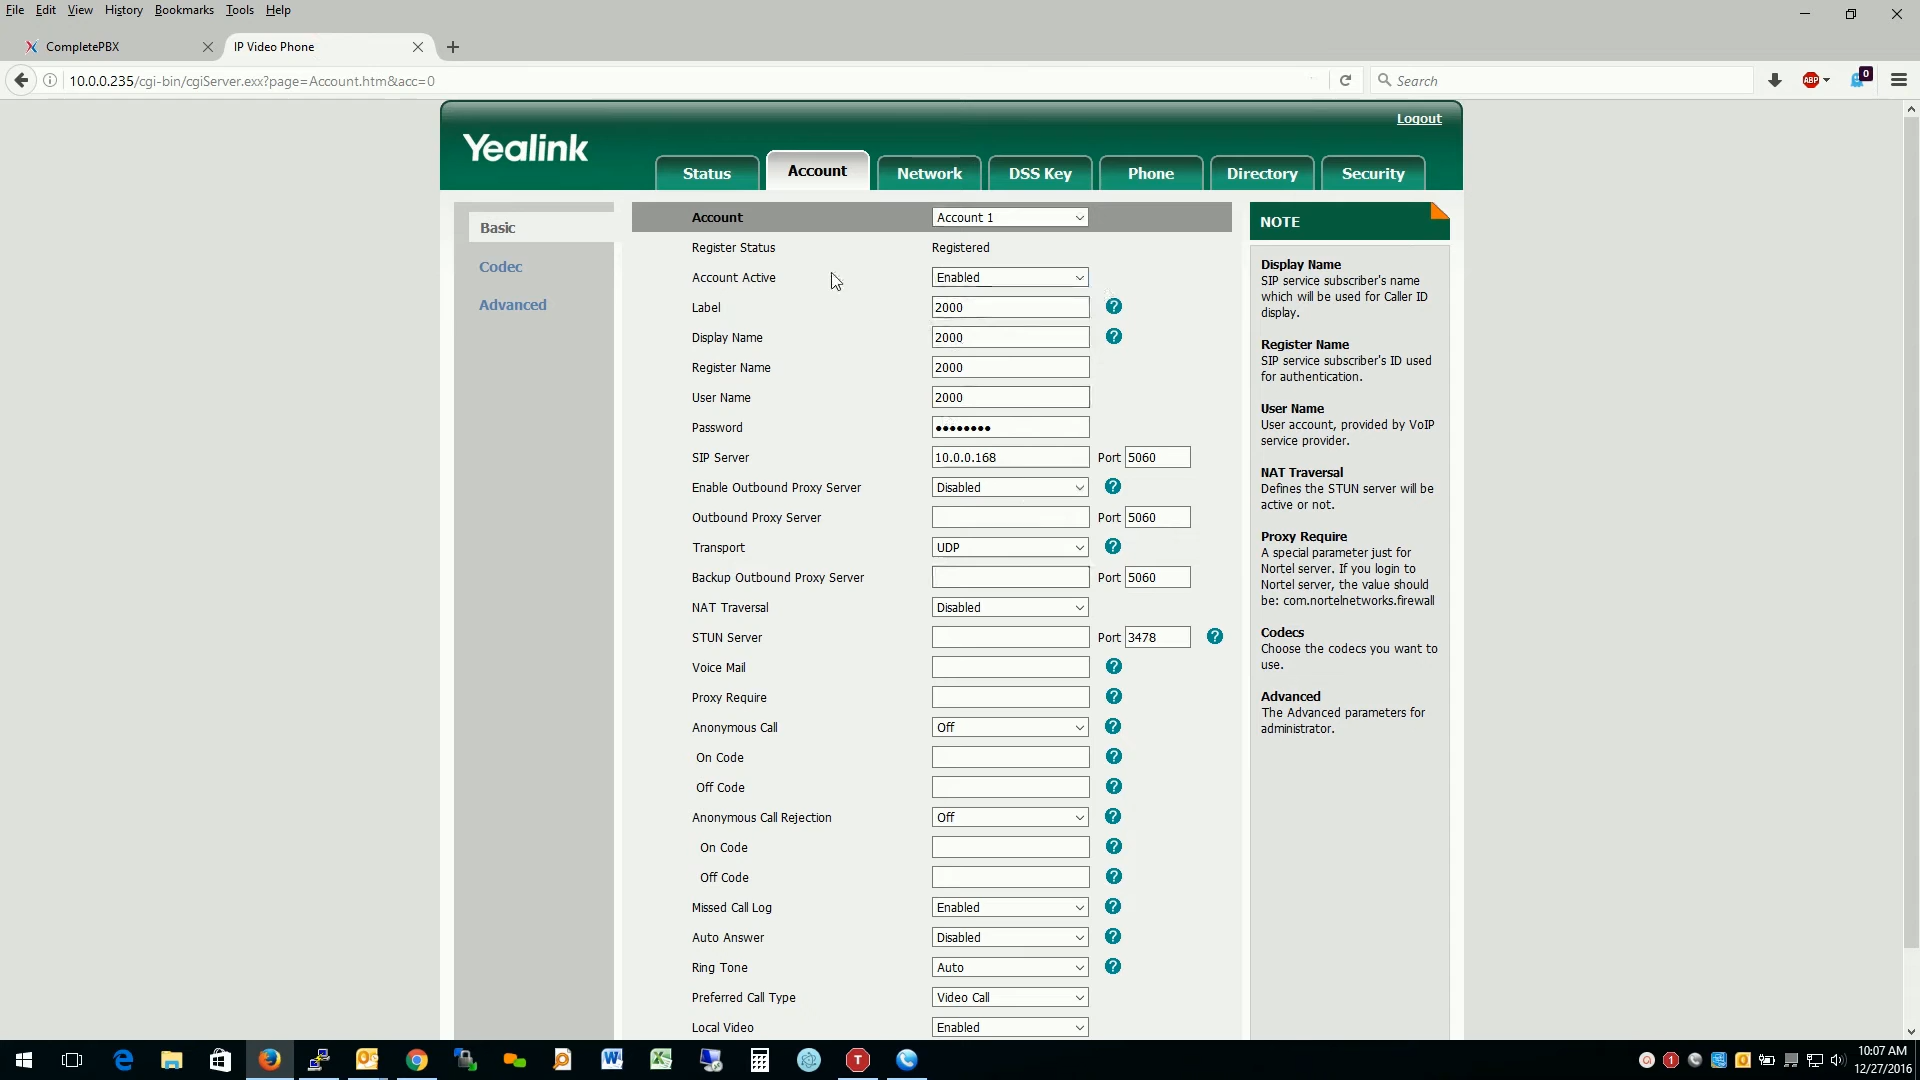 File Edit View History Bookmarks Tools Help
CompletePBX
IP Video Phone
10.0.0.235/cgi-bin/cgiServer.exx?page=Account.htm&acc=0
Search
ABP
0
Logout
Yealink
Status
Account
Network
DSS Key
Phone
Directory
Security
Basic
Codec
Advanced
Account Account 1
Register Status Registered
Account Active Enabled
Label 2000 ?
Display Name 2000 ?
Register Name 2000
User Name 2000
Password ••••••••
SIP Server 10.0.0.168 Port 5060
Enable Outbound Proxy Server Disabled ?
Outbound Proxy Server Port 5060
Transport UDP ?
Backup Outbound Proxy Server Port 5060
NAT Traversal Disabled
STUN Server Port 3478 ?
Voice Mail ?
Proxy Require ?
Anonymous Call Off ?
On Code ?
Off Code ?
Anonymous Call Rejection Off ?
On Code ?
Off Code ?
Missed Call Log Enabled ?
Auto Answer Disabled ?
Ring Tone Auto ?
Preferred Call Type Video Call
Local Video Enabled
NOTE
Display Name
SIP service subscriber's name
which will be used for Caller ID
display.
Register Name
SIP service subscriber's ID used
for authentication.
User Name
User account, provided by VoIP
service provider.
NAT Traversal
Defines the STUN server will be
active or not.
Proxy Require
A special parameter just for
Nortel server. If you login to
Nortel server, the value should
be: com.nortelnetworks.firewall
Codecs
Choose the codecs you want to
use.
Advanced
The Advanced parameters for
administrator.
10:07 AM
12/27/2016